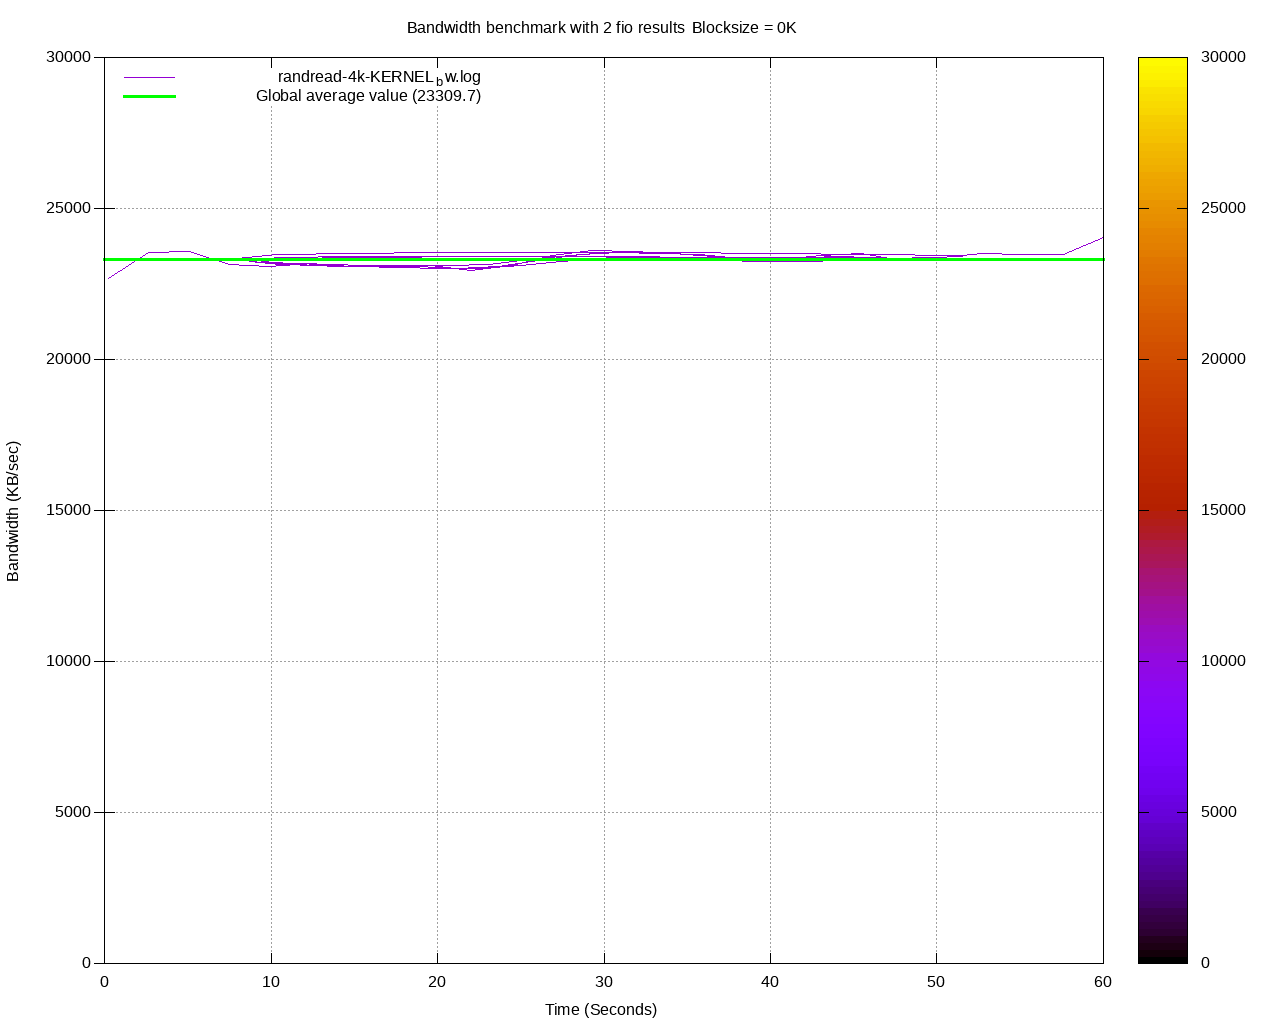 Bandwidth benchmark with 2 fio results Blocksize = 0K
randread-4k-KERNEL_bw.log
Global average value (23309.7)
Bandwidth (KB/sec)
30000
25000
20000
15000
10000
5000
0
0 10 20 30 40 50 60
Time (Seconds)
30000
25000
20000
15000
10000
5000
0